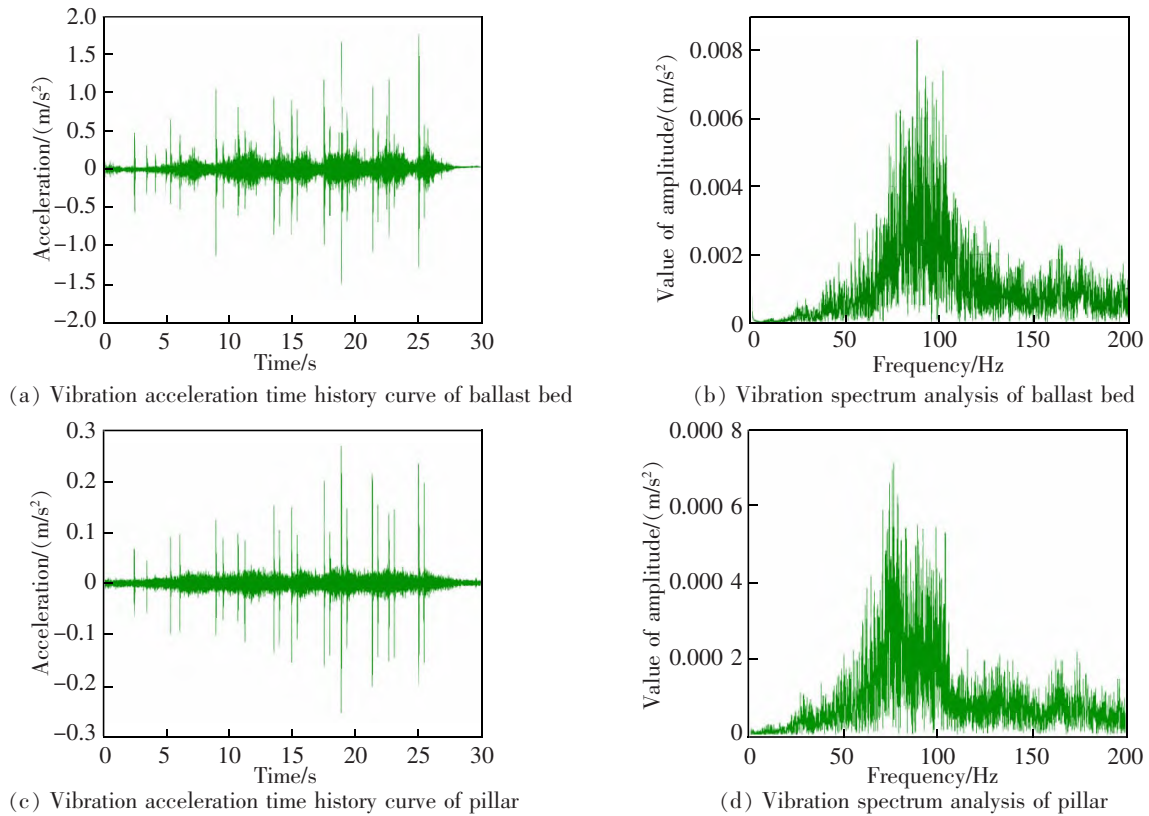 2.0
1.5
1.0
0.5
0
−0.5
−1.0
−1.5
−2.0
Acceleration/(m/s²)
0 5 10 15 20 25 30
Time/s
(a) Vibration acceleration time history curve of ballast bed
0.008
0.006
0.004
0.002
0
Value of amplitude/(m/s²)
50 100 150 200
Frequency/Hz
(b) Vibration spectrum analysis of ballast bed
0.3
0.2
0.1
0
−0.1
−0.2
−0.3
Acceleration/(m/s²)
0 5 10 15 20 25 30
Time/s
(c) Vibration acceleration time history curve of pillar
0.000 8
0.000 6
0.000 4
0.000 2
0
Value of amplitude/(m/s²)
50 100 150 200
Frequency/Hz
(d) Vibration spectrum analysis of pillar